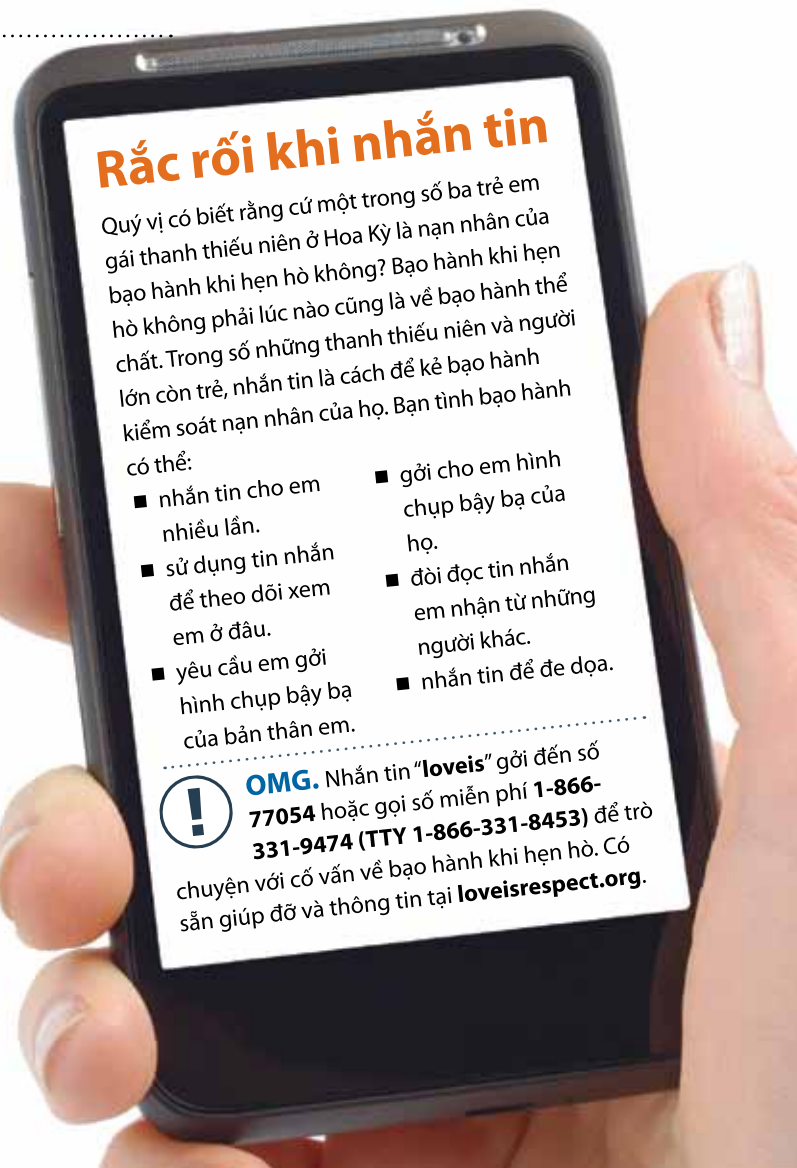 Rắc rối khi nhắn tin
Quý vị có biết rằng cứ một trong số ba trẻ em
gái thanh thiếu niên ở Hoa Kỳ là nạn nhân của
bạo hành khi hẹn hò không? Bạo hành khi hẹn
hò không phải lúc nào cũng là về bạo hành thể
chất. Trong số những thanh thiếu niên và người
lớn còn trẻ, nhắn tin là cách để kẻ bạo hành
kiểm soát nạn nhân của họ. Bạn tình bạo hành
có thể:
■ nhắn tin cho em
nhiều lần.
■ sử dụng tin nhắn
để theo dõi xem
em ở đâu.
■ yêu cầu em gởi
hình chụp bậy bạ
của bản thân em.
■ gởi cho em hình
chụp bậy bạ của
họ.
■ đòi đọc tin nhắn
em nhận từ những
người khác.
■ nhắn tin để đe dọa.
! OMG. Nhắn tin “loveis” gởi đến số
77054 hoặc gọi số miễn phí 1-866-
331-9474 (TTY 1-866-331-8453) để trò
chuyện với cố vấn về bạo hành khi hẹn hò. Có
sẵn giúp đỡ và thông tin tại loveisrespect.org.